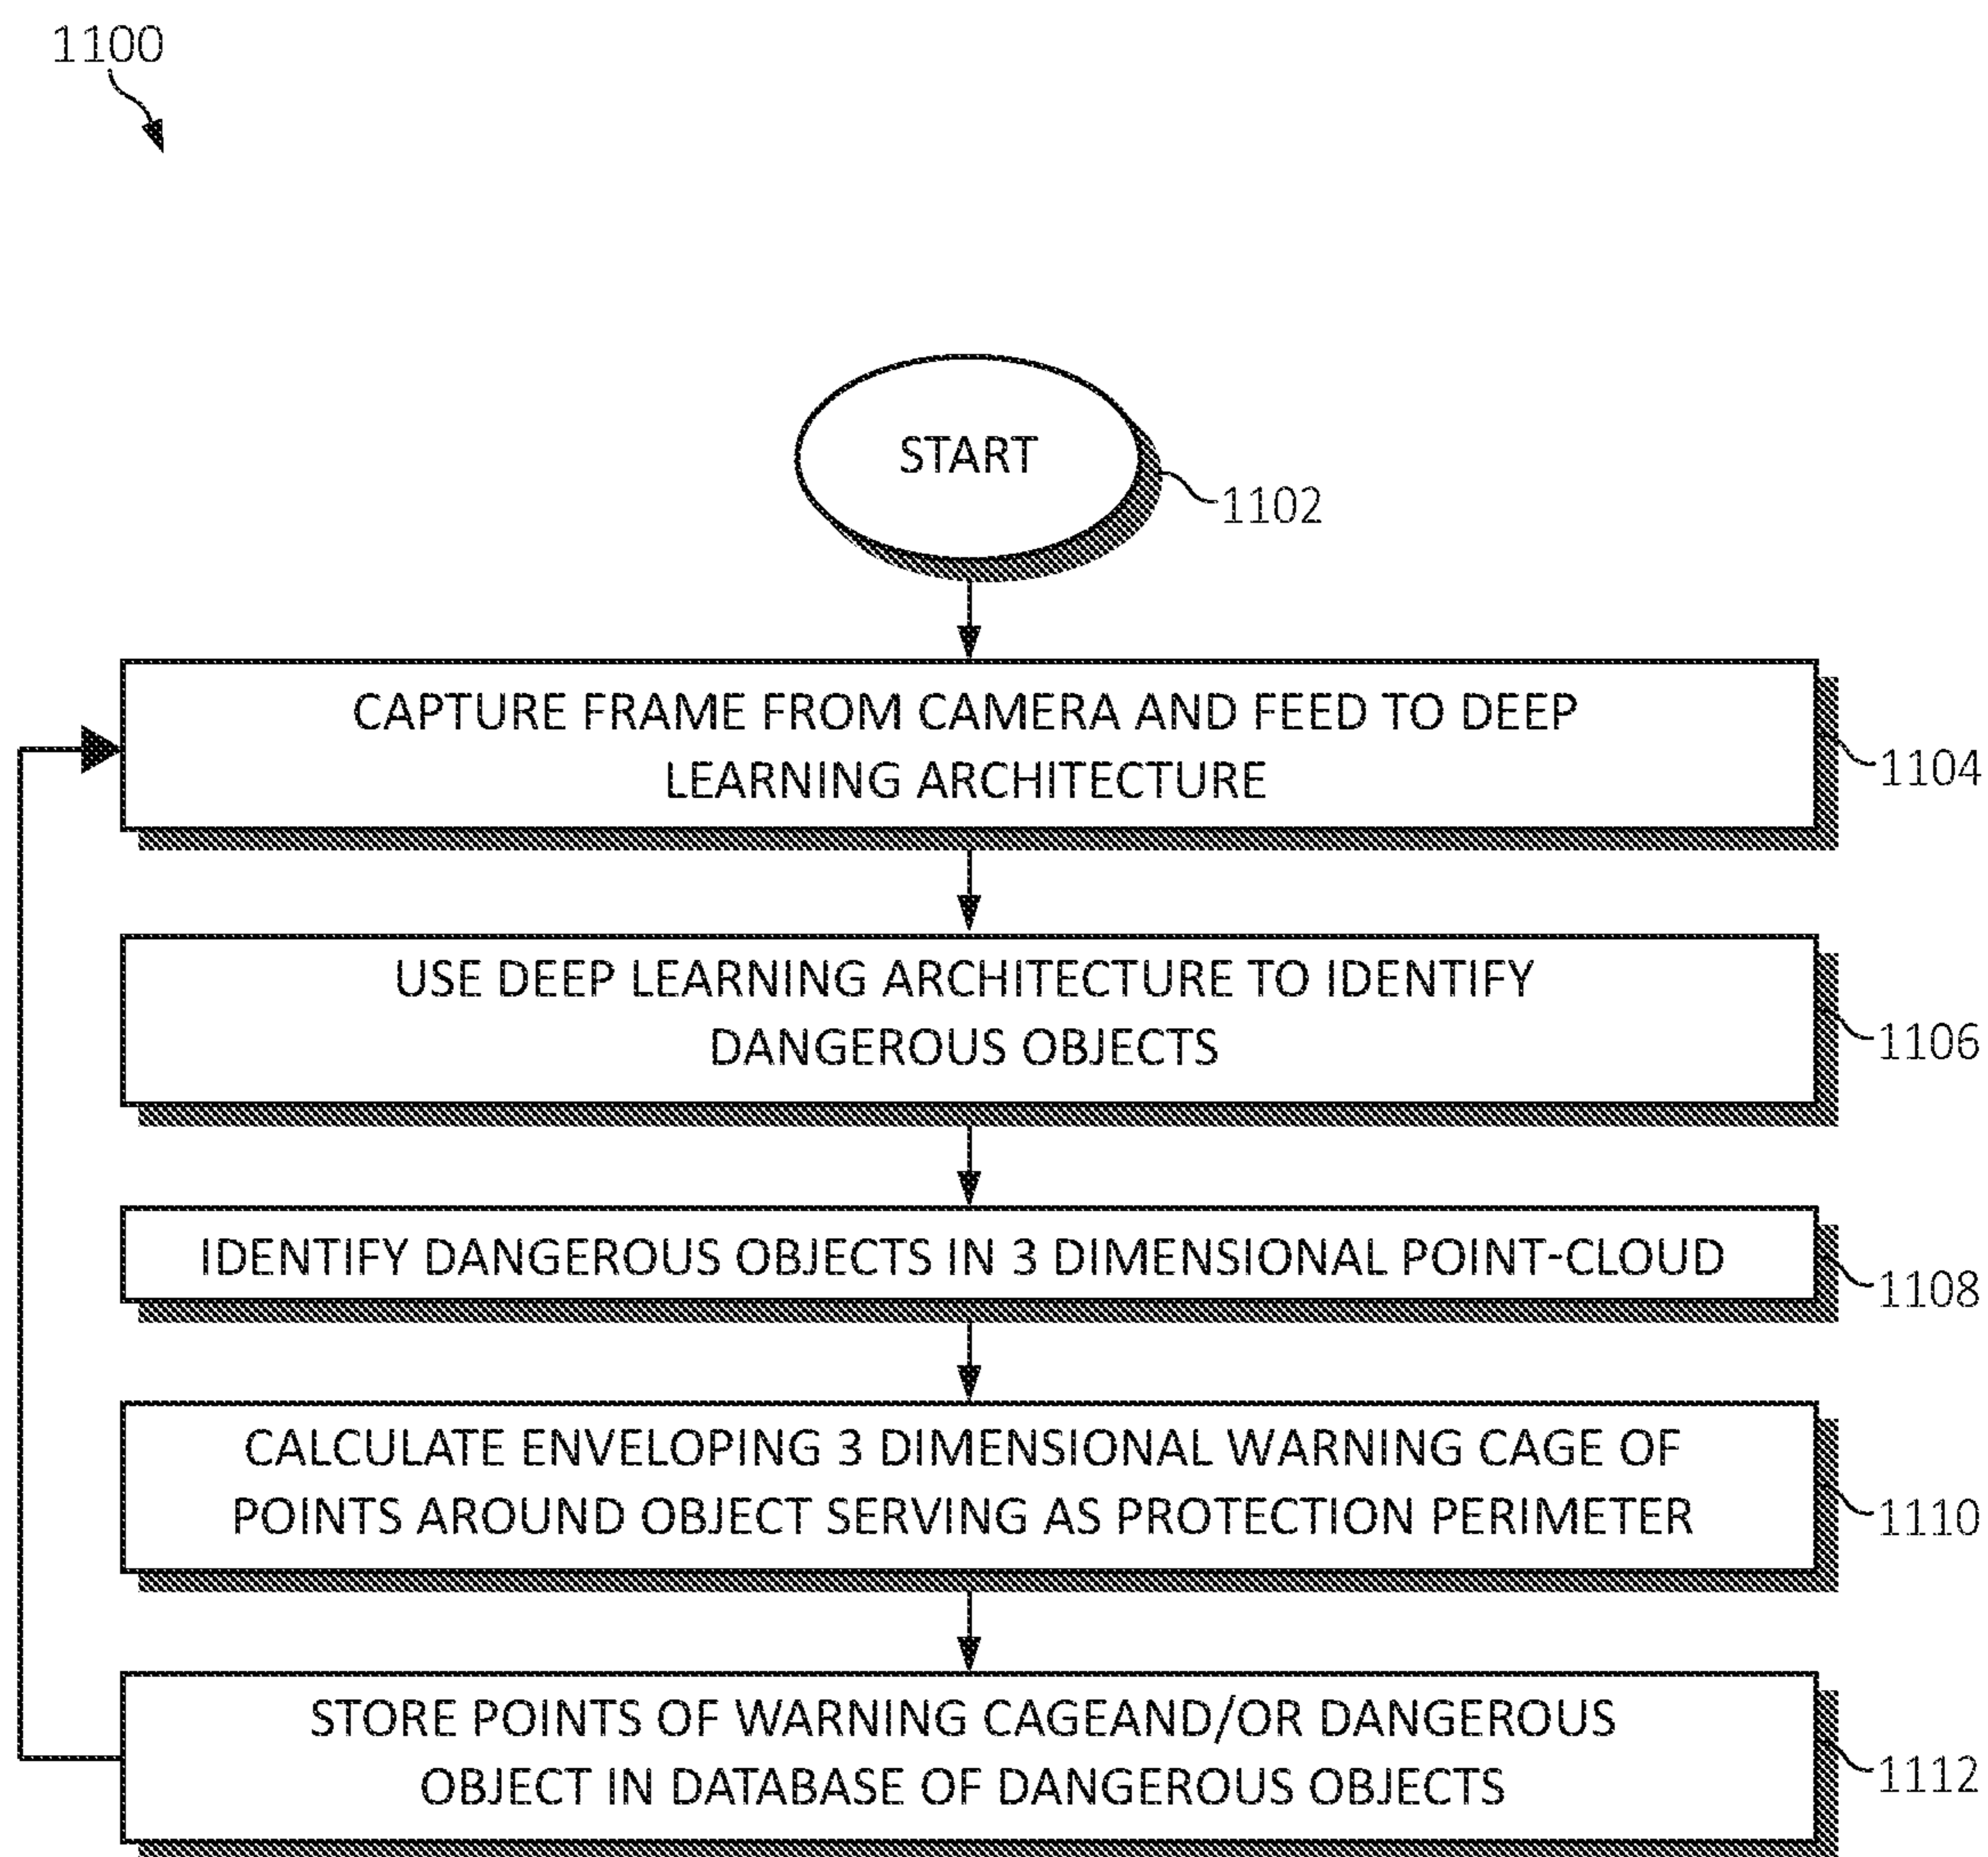 1100
START
1102
CAPTURE FRAME FROM CAMERA AND FEED TO DEEP
LEARNING ARCHITECTURE
1104
USE DEEP LEARNING ARCHITECTURE TO IDENTIFY
DANGEROUS OBJECTS
1106
IDENTIFY DANGEROUS OBJECTS IN 3 DIMENSIONAL POINT-CLOUD
1108
CALCULATE ENVELOPING 3 DIMENSIONAL WARNING CAGE OF
POINTS AROUND OBJECT SERVING AS PROTECTION PERIMETER
1110
STORE POINTS OF WARNING CAGEAND/OR DANGEROUS
OBJECT IN DATABASE OF DANGEROUS OBJECTS
1112